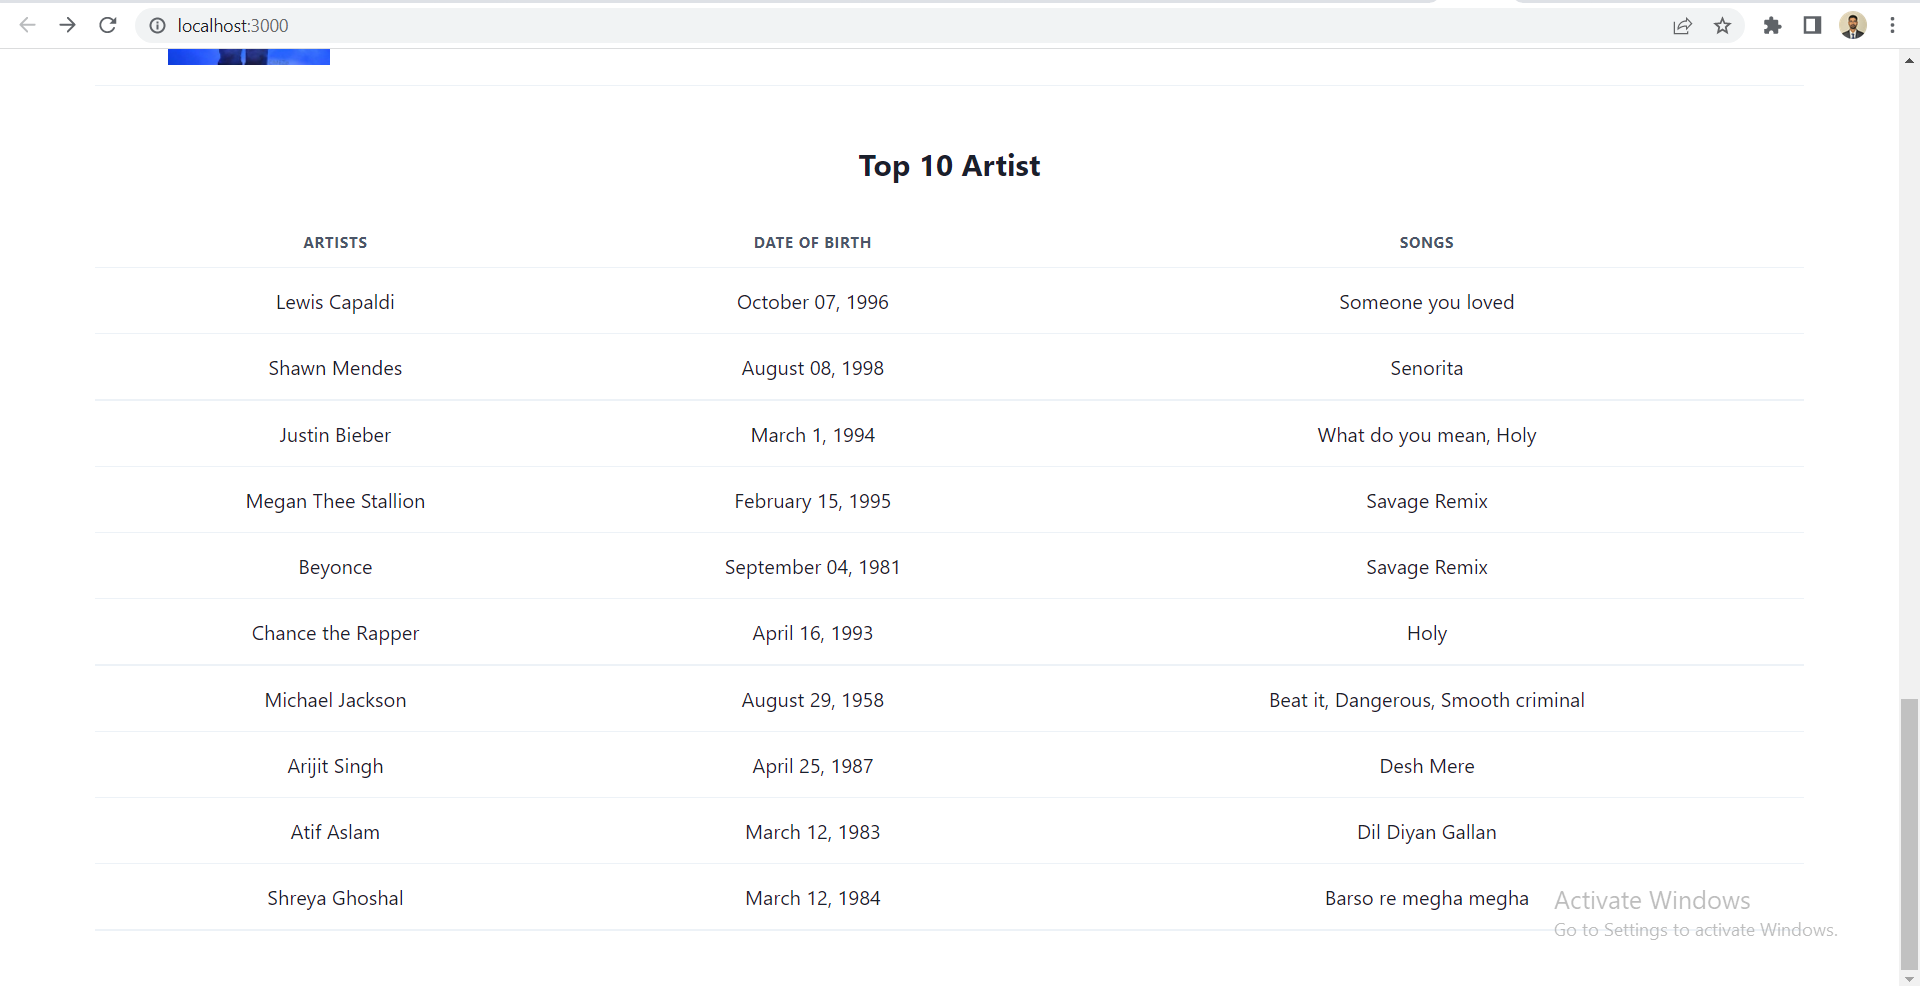 localhost:3000
Top 10 Artist
ARTISTS DATE OF BIRTH SONGS
Lewis Capaldi October 07, 1996 Someone you loved
Shawn Mendes August 08, 1998 Senorita
Justin Bieber March 1, 1994 What do you mean, Holy
Megan Thee Stallion February 15, 1995 Savage Remix
Beyonce September 04, 1981 Savage Remix
Chance the Rapper April 16, 1993 Holy
Michael Jackson August 29, 1958 Beat it, Dangerous, Smooth criminal
Arijit Singh April 25, 1987 Desh Mere
Atif Aslam March 12, 1983 Dil Diyan Gallan
Shreya Ghoshal March 12, 1984 Barso re megha megha
Activate Windows
Go to Settings to activate Windows.